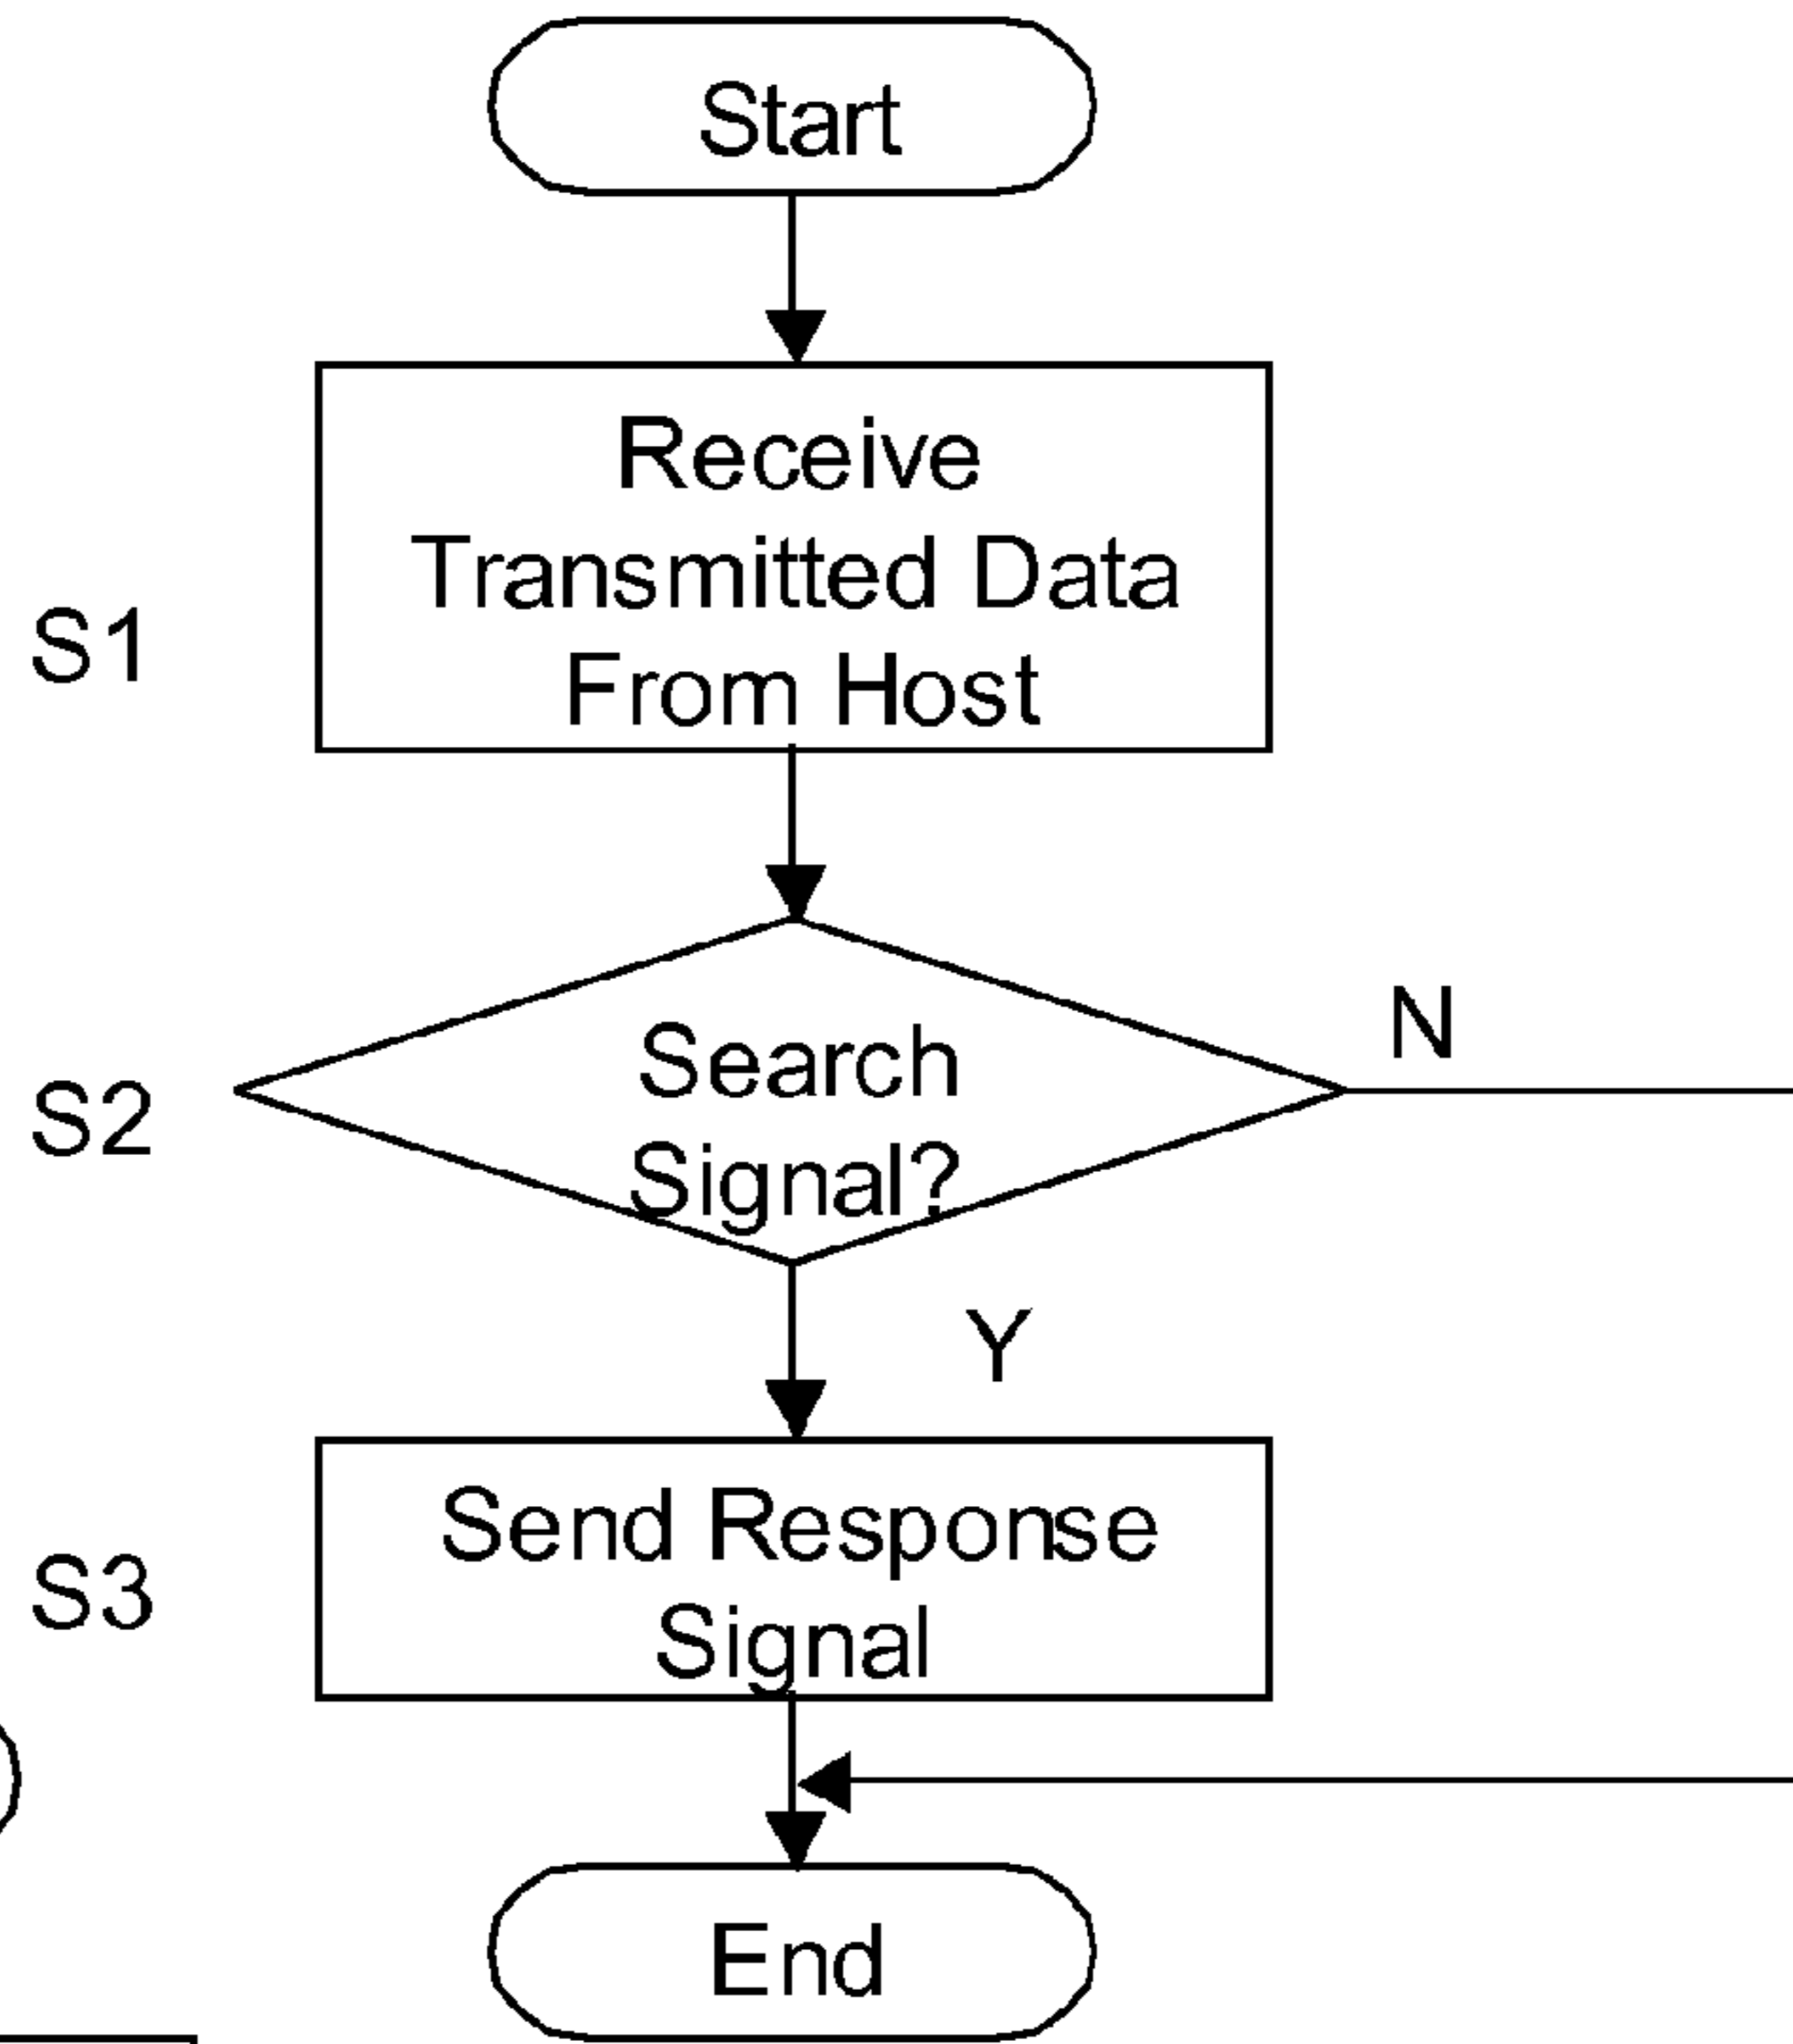 Start
Receive
Transmitted Data
From Host
S1
Search
Signal?
N
S2
Y
Send Response
Signal
S3
End